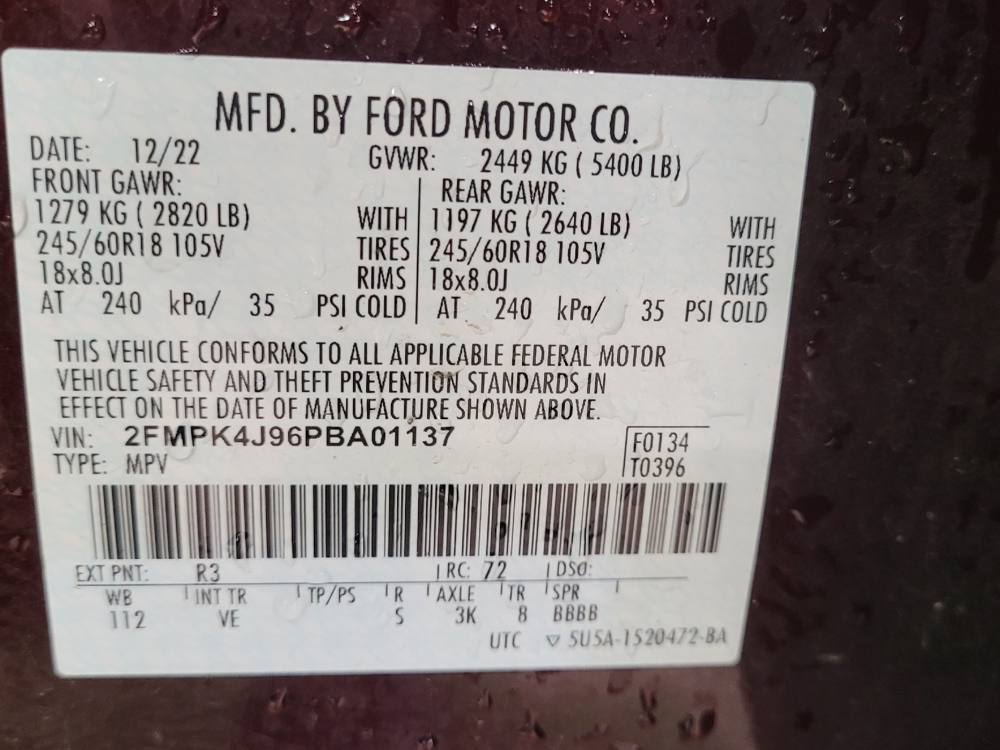 MFD. BY FORD MOTOR CO.
DATE: 12/22 GVWR: 2449 KG ( 5400 LB)
FRONT GAWR: REAR GAWR:
1279 KG ( 2820 LB) WITH 1197 KG ( 2640 LB) WITH
245/60R18 105V TIRES 245/60R18 105V TIRES
18x8.0J RIMS 18x8.0J RIMS
AT 240 kPa/ 35 PSI COLD AT 240 kPa/ 35 PSI COLD
THIS VEHICLE CONFORMS TO ALL APPLICABLE FEDERAL MOTOR
VEHICLE SAFETY AND THEFT PREVENTION STANDARDS IN
EFFECT ON THE DATE OF MANUFACTURE SHOWN ABOVE.
VIN: 2FMPK4J96PBA01137 F0134
TYPE: MPV T0396
EXT PNT: R3 RC: 72 DSO:
WB INT TR TP/PS R AXLE TR SPR
112 VE S 3K 8 BBBB
UTC ▽ 5U5A-1520472-BA